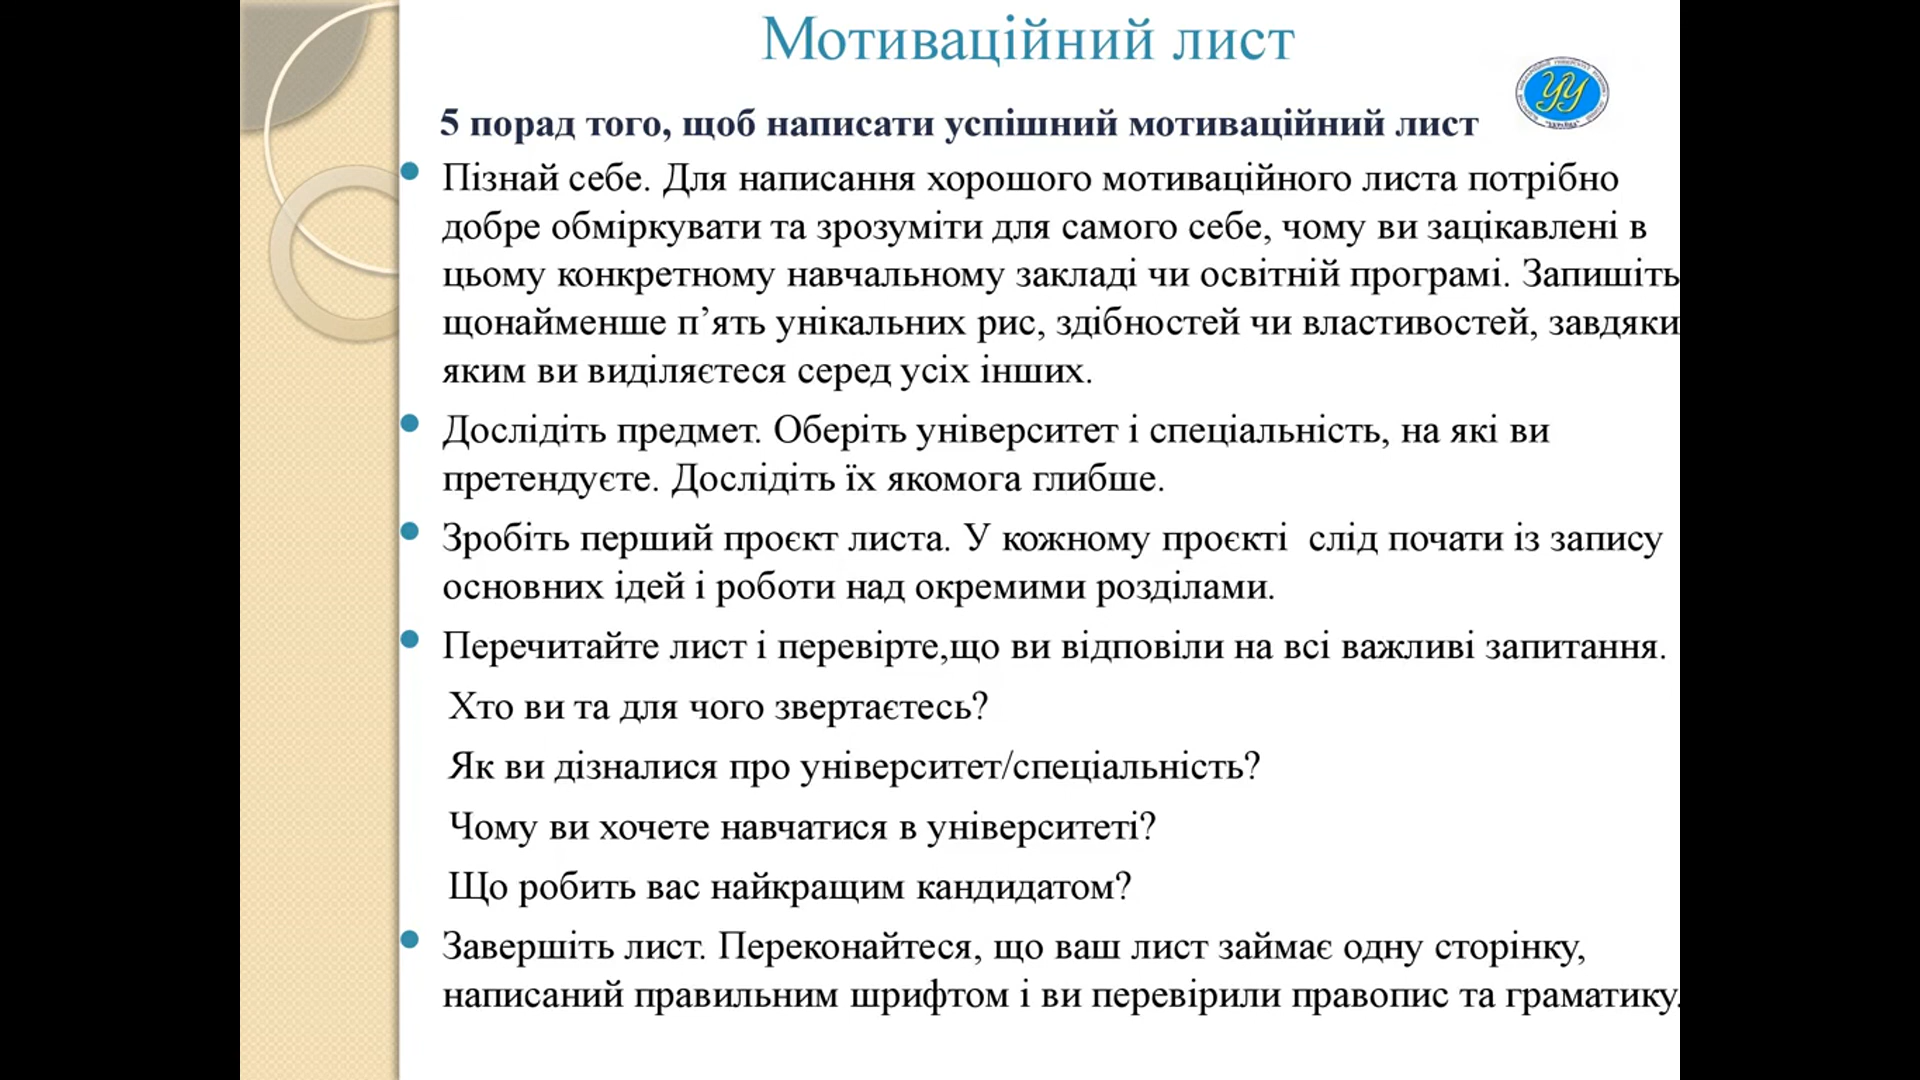 Мотиваційний лист
УУ
"УКРАЇНА"
5 порад того, щоб написати успішний мотиваційний лист
Пізнай себе. Для написання хорошого мотиваційного листа потрібно
добре обміркувати та зрозуміти для самого себе, чому ви зацікавлені в
цьому конкретному навчальному закладі чи освітній програмі. Запишіть
щонайменше п’ять унікальних рис, здібностей чи властивостей, завдяки
яким ви виділяєтеся серед усіх інших.
Дослідіть предмет. Оберіть університет і спеціальність, на які ви
претендуєте. Дослідіть їх якомога глибше.
Зробіть перший проєкт листа. У кожному проєкті  слід почати із запису
основних ідей і роботи над окремими розділами.
Перечитайте лист і перевірте,що ви відповіли на всі важливі запитання.
Хто ви та для чого звертаєтесь?
Як ви дізналися про університет/спеціальність?
Чому ви хочете навчатися в університеті?
Що робить вас найкращим кандидатом?
Завершіть лист. Переконайтеся, що ваш лист займає одну сторінку,
написаний правильним шрифтом і ви перевірили правопис та граматику.